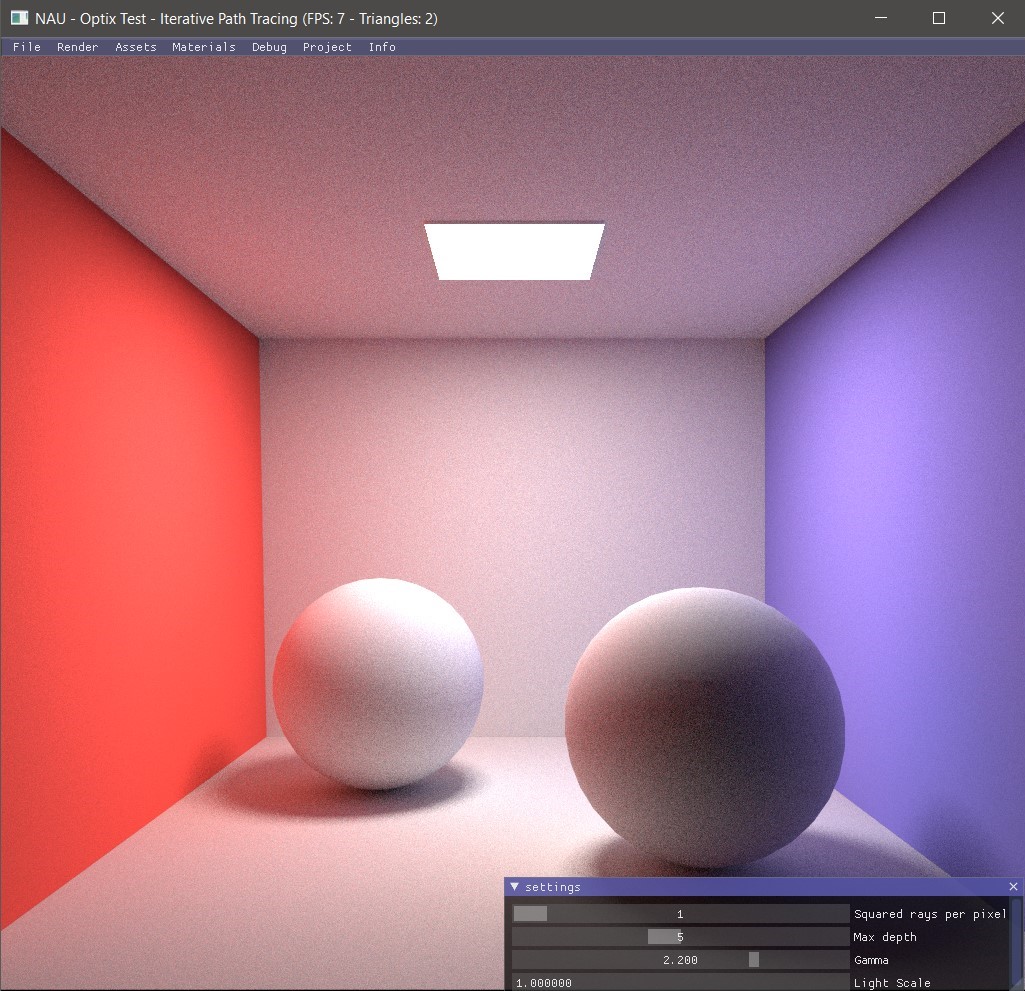 NAU - Optix Test - Iterative Path Tracing (FPS: 7 - Triangles: 2)
File Render Assets Materials Debug Project Info
settings
1 Squared rays per pixel
5 Max depth
2.200 Gamma
1.000000 Light Scale